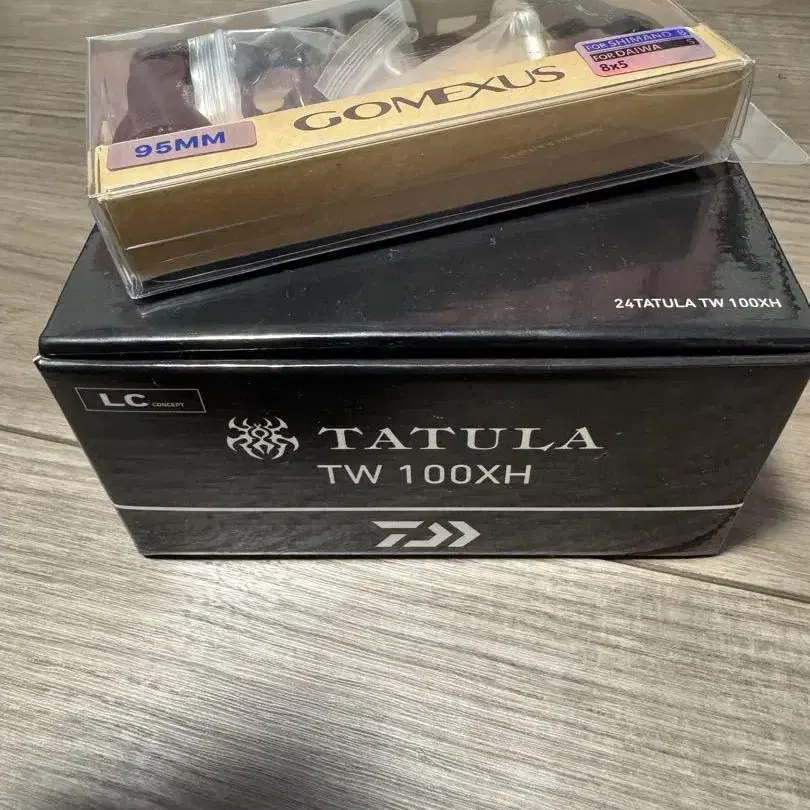 FOR SHIMANO B
FOR DAIWA S
8x5
GOMEXUS
95MM
24TATULA TW 100XH
LC CONCEPT
TATULA
TW 100XH